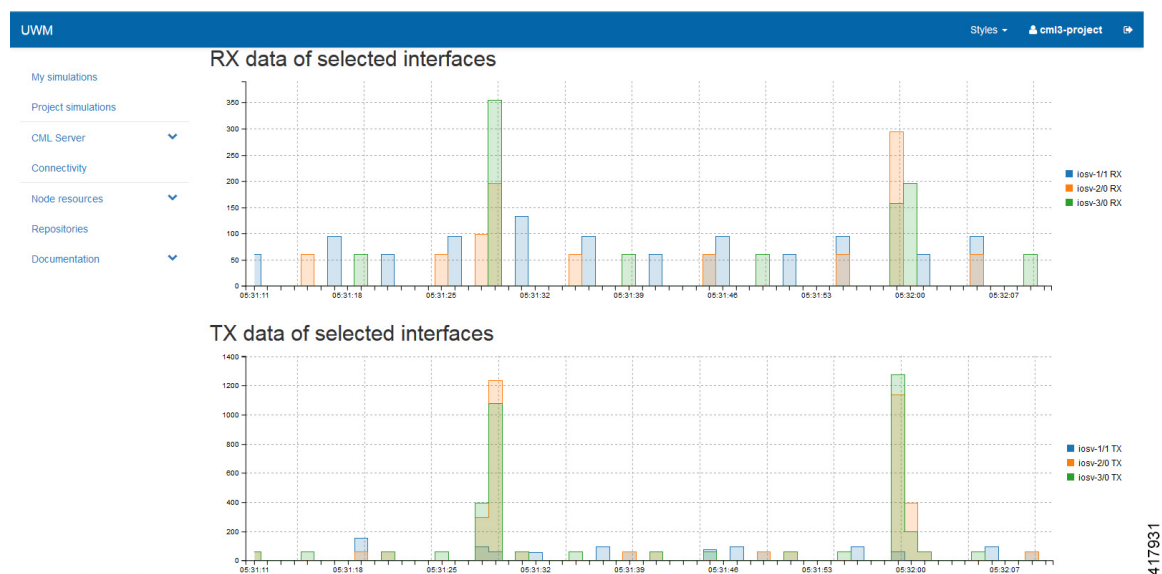 UWM
Styles
cml3-project
My simulations
Project simulations
CML Server
Connectivity
Node resources
Repositories
Documentation
RX data of selected interfaces
350
300
250
200
150
100
50
0
05:31:11 05:31:18 05:31:25 05:31:32 05:31:39 05:31:46 05:31:53 05:32:00 05:32:07
iosv-1/1 RX
iosv-2/0 RX
iosv-3/0 RX
TX data of selected interfaces
1400
1200
1000
800
600
400
200
0
05:31:11 05:31:18 05:31:25 05:31:32 05:31:39 05:31:46 05:31:53 05:32:00 05:32:07
iosv-1/1 TX
iosv-2/0 TX
iosv-3/0 TX
417931